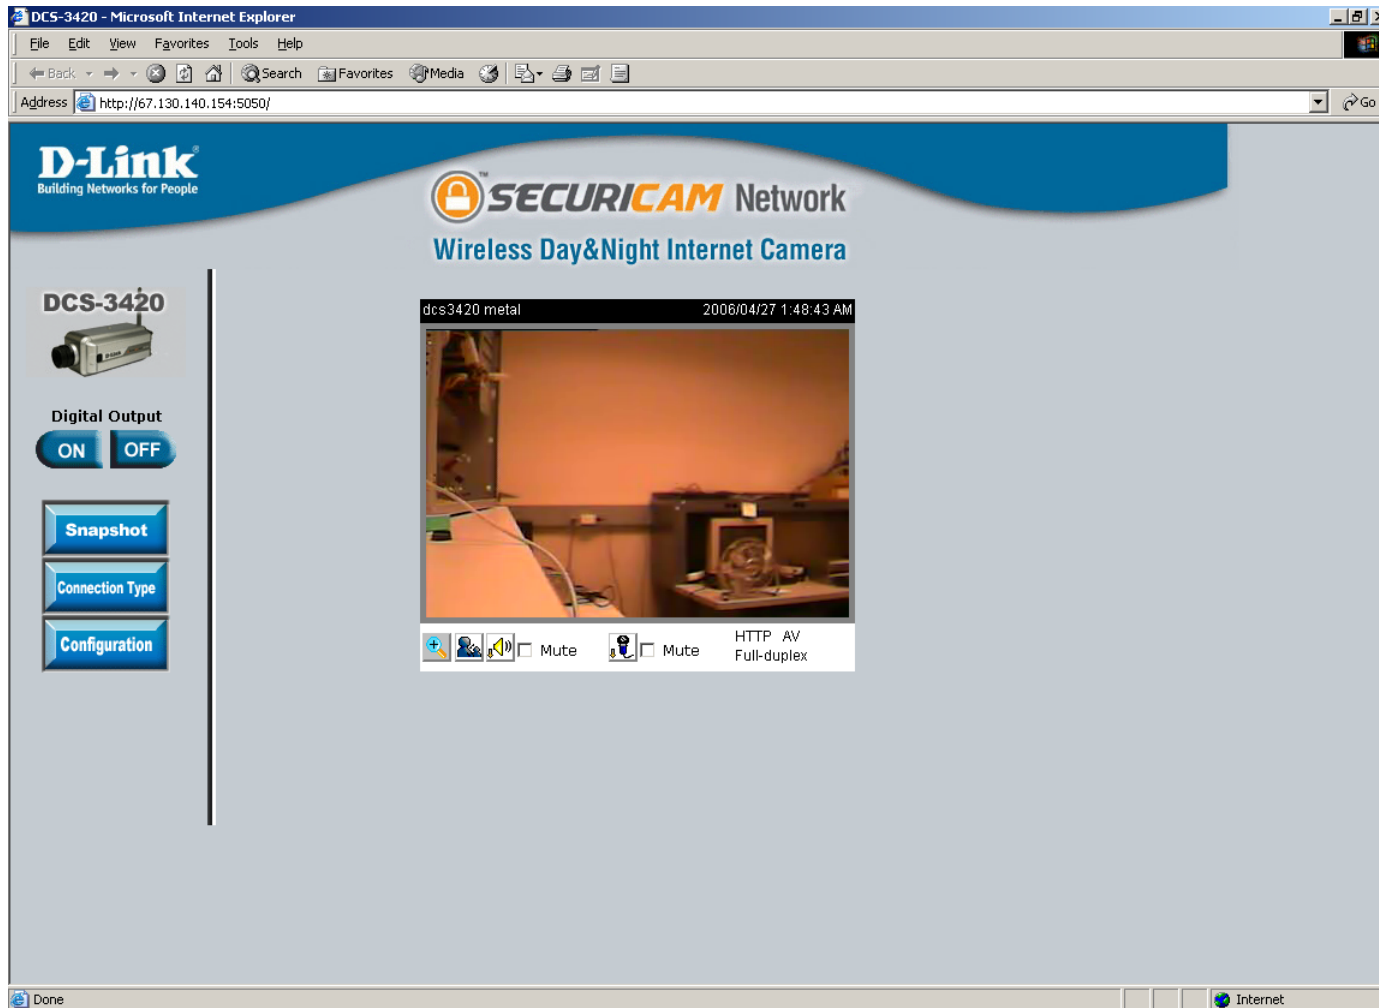 DCS-3420 - Microsoft Internet Explorer
File Edit View Favorites Tools Help
Back Search Favorites Media
Address http://67.130.140.154:5050/ Go
D-Link®
Building Networks for People
SECURICAM™ Network
Wireless Day&Night Internet Camera
DCS-3420
Digital Output
ON OFF
Snapshot
Connection Type
Configuration
dcs3420 metal 2006/04/27 1:48:43 AM
Mute Mute HTTP AV
Full-duplex
Done Internet